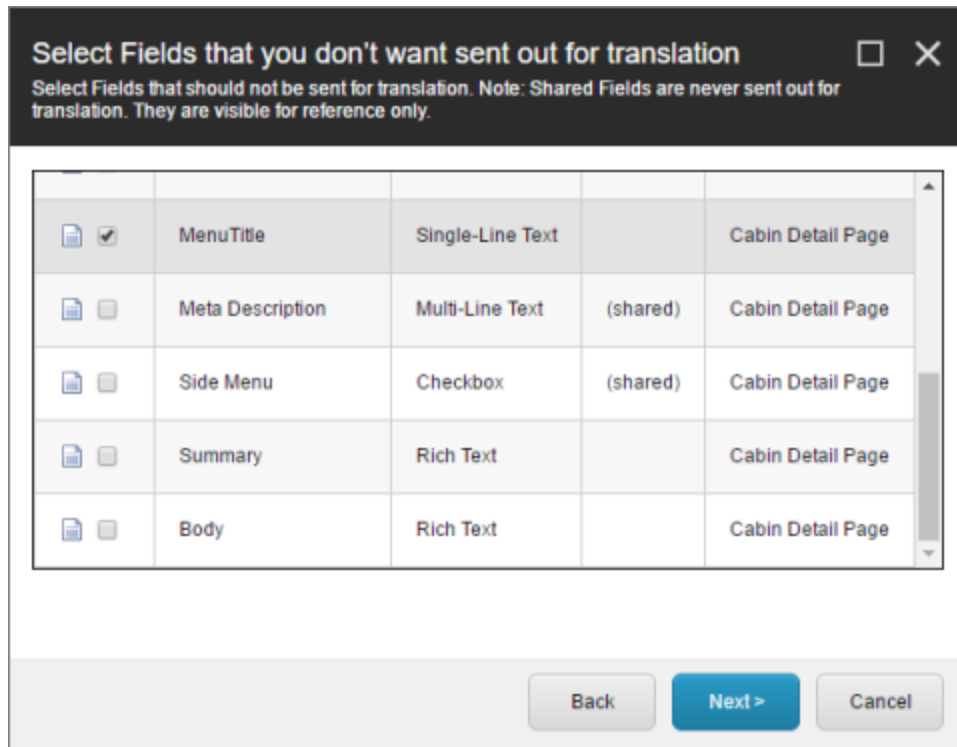 Select Fields that you don't want sent out for translation
Select Fields that should not be sent for translation. Note: Shared Fields are never sent out for
translation. They are visible for reference only.
MenuTitle Single-Line Text Cabin Detail Page
Meta Description Multi-Line Text (shared) Cabin Detail Page
Side Menu Checkbox (shared) Cabin Detail Page
Summary Rich Text Cabin Detail Page
Body Rich Text Cabin Detail Page
Back Next > Cancel